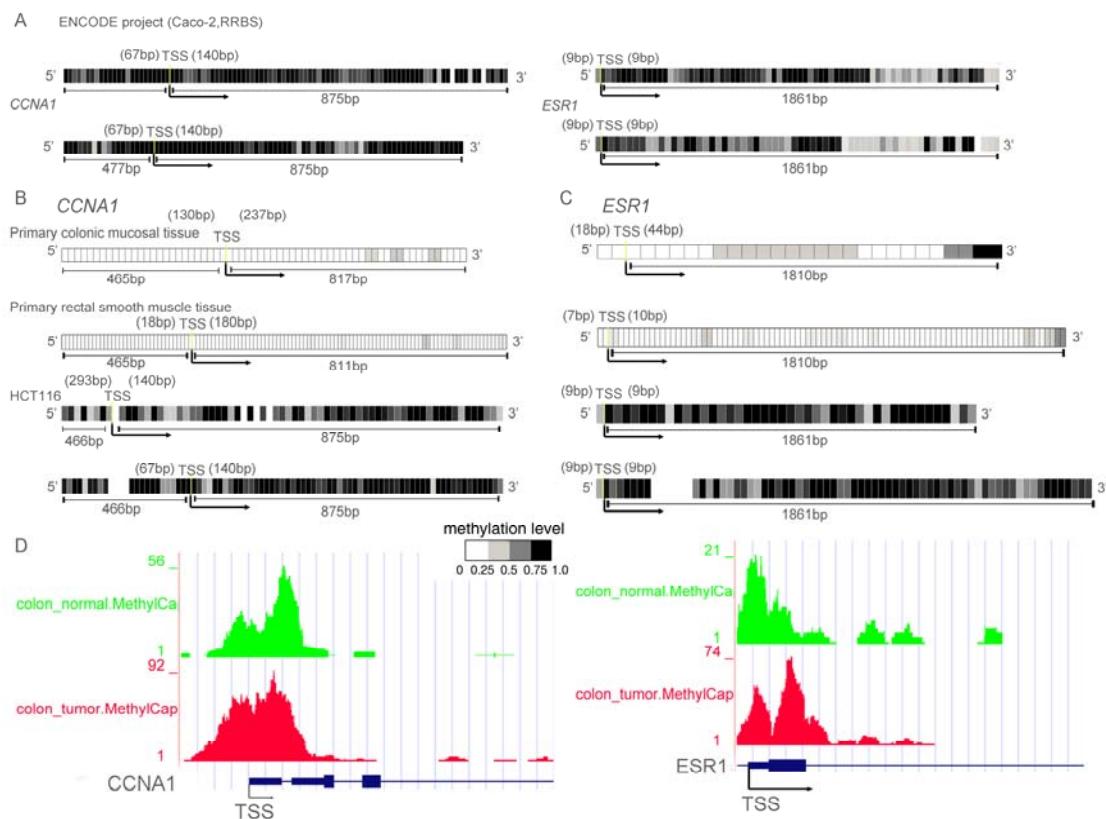 A ENCODE project (Caco-2,RRBS)
(67bp) TSS (140bp)
5' 3'
875bp
CCNA1
(67bp) TSS (140bp)
5' 3'
477bp 875bp
(9bp) TSS (9bp)
5' 3'
1861bp
ESR1
(9bp) TSS (9bp)
5' 3'
1861bp
B CCNA1
(130bp) (237bp)
Primary colonic mucosal tissue TSS
5' 3'
465bp 817bp
Primary rectal smooth muscle tissue
(18bp) TSS (180bp)
5' 3'
465bp 811bp
(293bp) (140bp)
HCT116 TSS
5' 3'
466bp 875bp
(67bp) TSS (140bp)
5' 3'
466bp 875bp
C ESR1
(18bp) TSS (44bp)
5' 3'
1810bp
(7bp) TSS (10bp)
5' 3'
1810bp
(9bp) TSS (9bp)
5' 3'
1861bp
(9bp) TSS (9bp)
5' 3'
1861bp
methylation level
0 0.25 0.5 0.75 1.0
D
56
colon_normal.MethylCa
1
92
colon_tumor.MethylCap
1
CCNA1
TSS
21
colon_normal.MethylCa
1
74
colon_tumor.MethylCap
1
ESR1
TSS